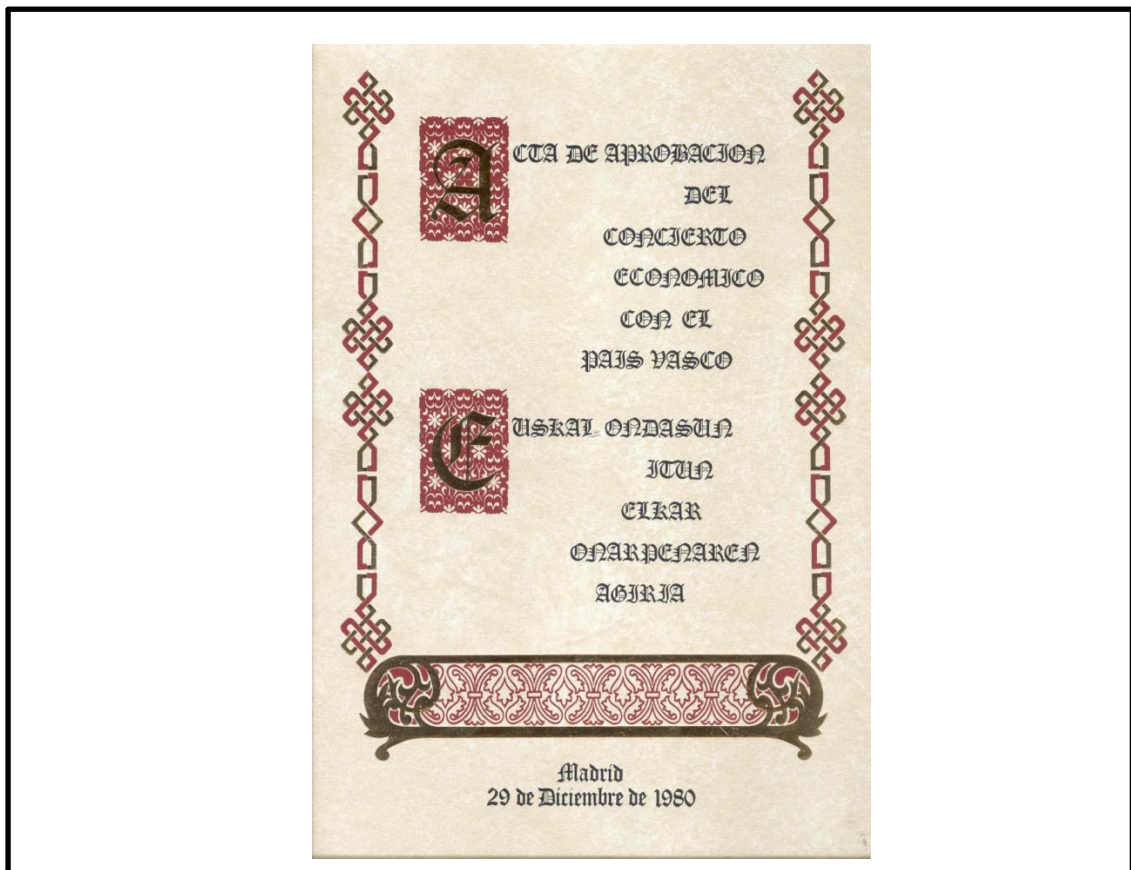 ACTA DE APROBACION
DEL
CONCIERTO
ECONOMICO
CON EL
PAIS VASCO
EUSKAL ONDASUN
ITUN
ELKAR
ONARPENAREN
AGIRIA
Madrid
29 de Diciembre de 1980